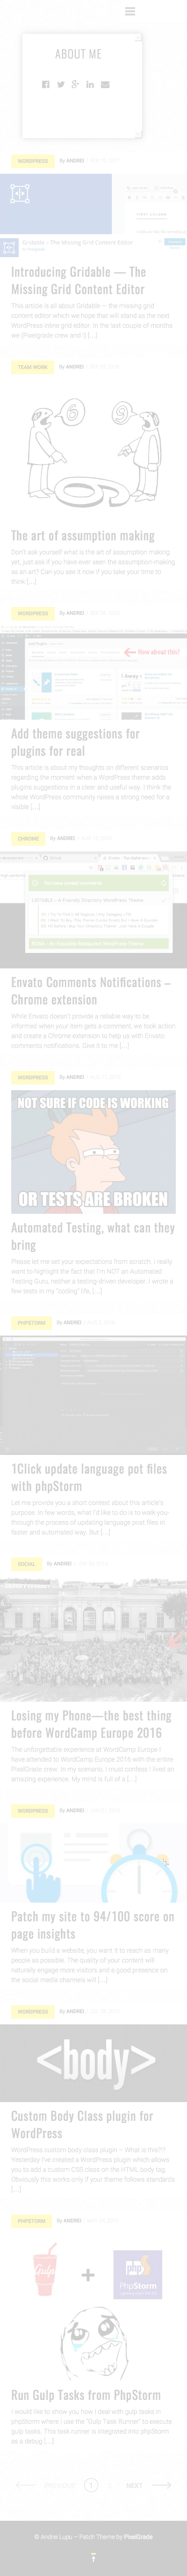 ABOUT ME
WORDPRESS By ANDREI
Gridable - The Missing Grid Content Editor
Introducing Gridable — The
Missing Grid Content Editor
This article is all about Gridable – the missing grid
content editor which we hope that will stand as the next
WordPress inline grid editor. In the last couple of months
we (Pixelgrade crew and I) [...]
TEAM WORK By ANDREI
The art of assumption making
Don't ask yourself what is the art of assumption making
yet, just ask if you have ever seen the assumption making
as an art? Can you see it now if you take your time to
think [...]
WORDPRESS By ANDREI
How about this?
Add theme suggestions for
plugins for real
This article is about my thoughts on different scenarios
regarding the moment when a WordPress theme adds
plugins suggestions in a clear and useful way. I think the
whole WordPress community raises a strong need for a
viable [...]
CHROME By ANDREI
Envato Comments Notifications –
Chrome extension
While Envato doesn't provide a reliable way to be
informed when your item gets a comment, we took action
and create a Chrome extension to help us with Envato
comments notifications. Give it to me [...]
WORDPRESS By ANDREI
NOT SURE IF CODE IS WORKING
OR TESTS ARE BROKEN
Automated Testing, what can they
bring
Please let me set your expectations from scratch. I really
want to highlight the fact that I'm NOT an Automated
Testing Guru, neither a testing-driven developer. I wrote a
few tests in my "coding" life, [...]
PHPSTORM By ANDREI
1Click update language pot files
with phpStorm
Let me provide you a short context about this article's
purpose. In few words, what I'd like to do is to walk you-
through the process of updating language post files in
faster and automated way. But [...]
SOCIAL By ANDREI
Losing my Phone—the best thing
before WordCamp Europe 2016
The unforgettable experience at WordCamp Europe I
have attended to WordCamp Europe 2016 with the entire
PixelGrade crew. In my scenario, I must confess I lived an
amazing experience. My mind is full of a [...]
WORDPRESS By ANDREI
Patch my site to 94/100 score on
page insights
When you build a website, you want it to reach as many
people as possible. The quality of your content will
naturally engage more visitors and a good presence on
the social media channels will [...]
WORDPRESS By ANDREI
<body>
Custom Body Class plugin for
WordPress
WordPress custom body class plugin – What is this??
Yesterday I've created a WordPress plugin which allows
you to add a custom CSS class on the HTML body tag.
Obviously this works only if your theme follows standards
[...]
PHPSTORM By ANDREI
Gulp
+
PhpStorm
Run Gulp Tasks from PhpStorm
I would like to show you how I deal with gulp tasks in
phpStorm where I use the "Gulp Task Runner" to execute
gulp tasks. This task runner is integrated into phpStorm
as a debug [...]
PREVIOUS 1 NEXT
© Andrei Lupu – Patch Theme by PixelGrade